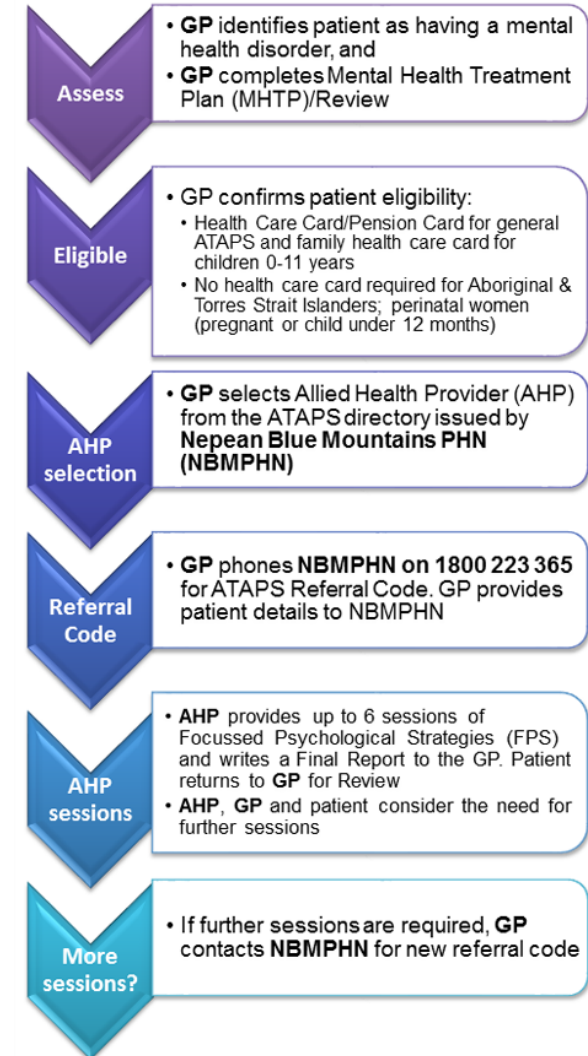 Assess
• GP identifies patient as having a mental
health disorder, and
• GP completes Mental Health Treatment
Plan (MHTP)/Review
Eligible
• GP confirms patient eligibility:
• Health Care Card/Pension Card for general
ATAPS and family health care card for
children 0-11 years
• No health care card required for Aboriginal &
Torres Strait Islanders; perinatal women
(pregnant or child under 12 months)
AHP
selection
• GP selects Allied Health Provider (AHP)
from the ATAPS directory issued by
Nepean Blue Mountains PHN
(NBMPHN)
Referral
Code
• GP phones NBMPHN on 1800 223 365
for ATAPS Referral Code. GP provides
patient details to NBMPHN
AHP
sessions
• AHP provides up to 6 sessions of
Focussed Psychological Strategies (FPS)
and writes a Final Report to the GP. Patient
returns to GP for Review
• AHP, GP and patient consider the need for
further sessions
More
sessions?
• If further sessions are required, GP
contacts NBMPHN for new referral code